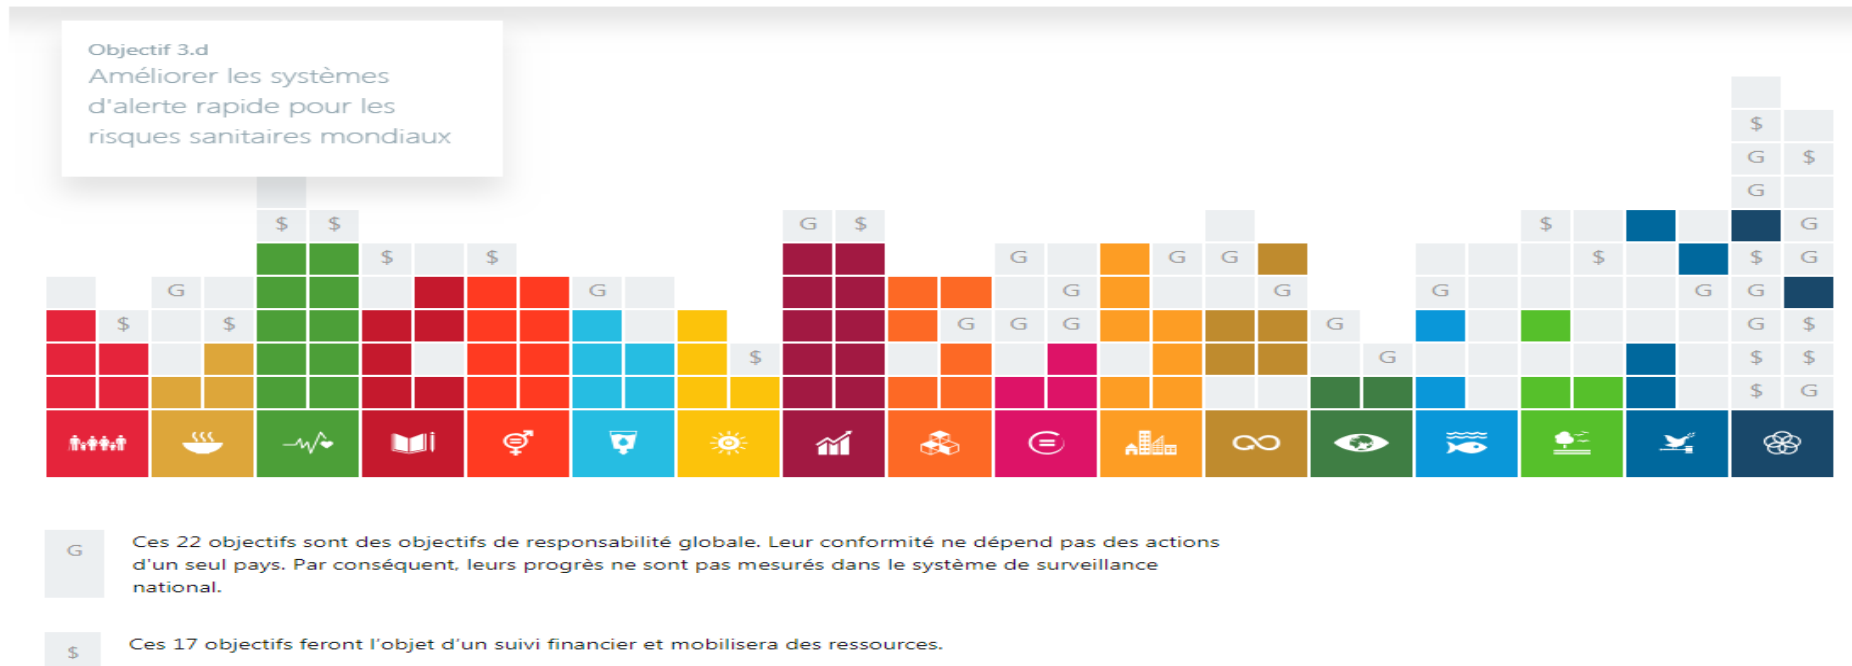 Objectif 3.d
Améliorer les systèmes
d'alerte rapide pour les
risques sanitaires mondiaux
$
G $
G
$ $ G $ $ G
$ $ G G G $ $ G
G G G G G G G
$ $ G G G G G $
$ G $ $
$ G
G
Ces 22 objectifs sont des objectifs de responsabilité globale. Leur conformité ne dépend pas des actions
d'un seul pays. Par conséquent, leurs progrès ne sont pas mesurés dans le système de surveillance
national.
$
Ces 17 objectifs feront l'objet d'un suivi financier et mobilisera des ressources.